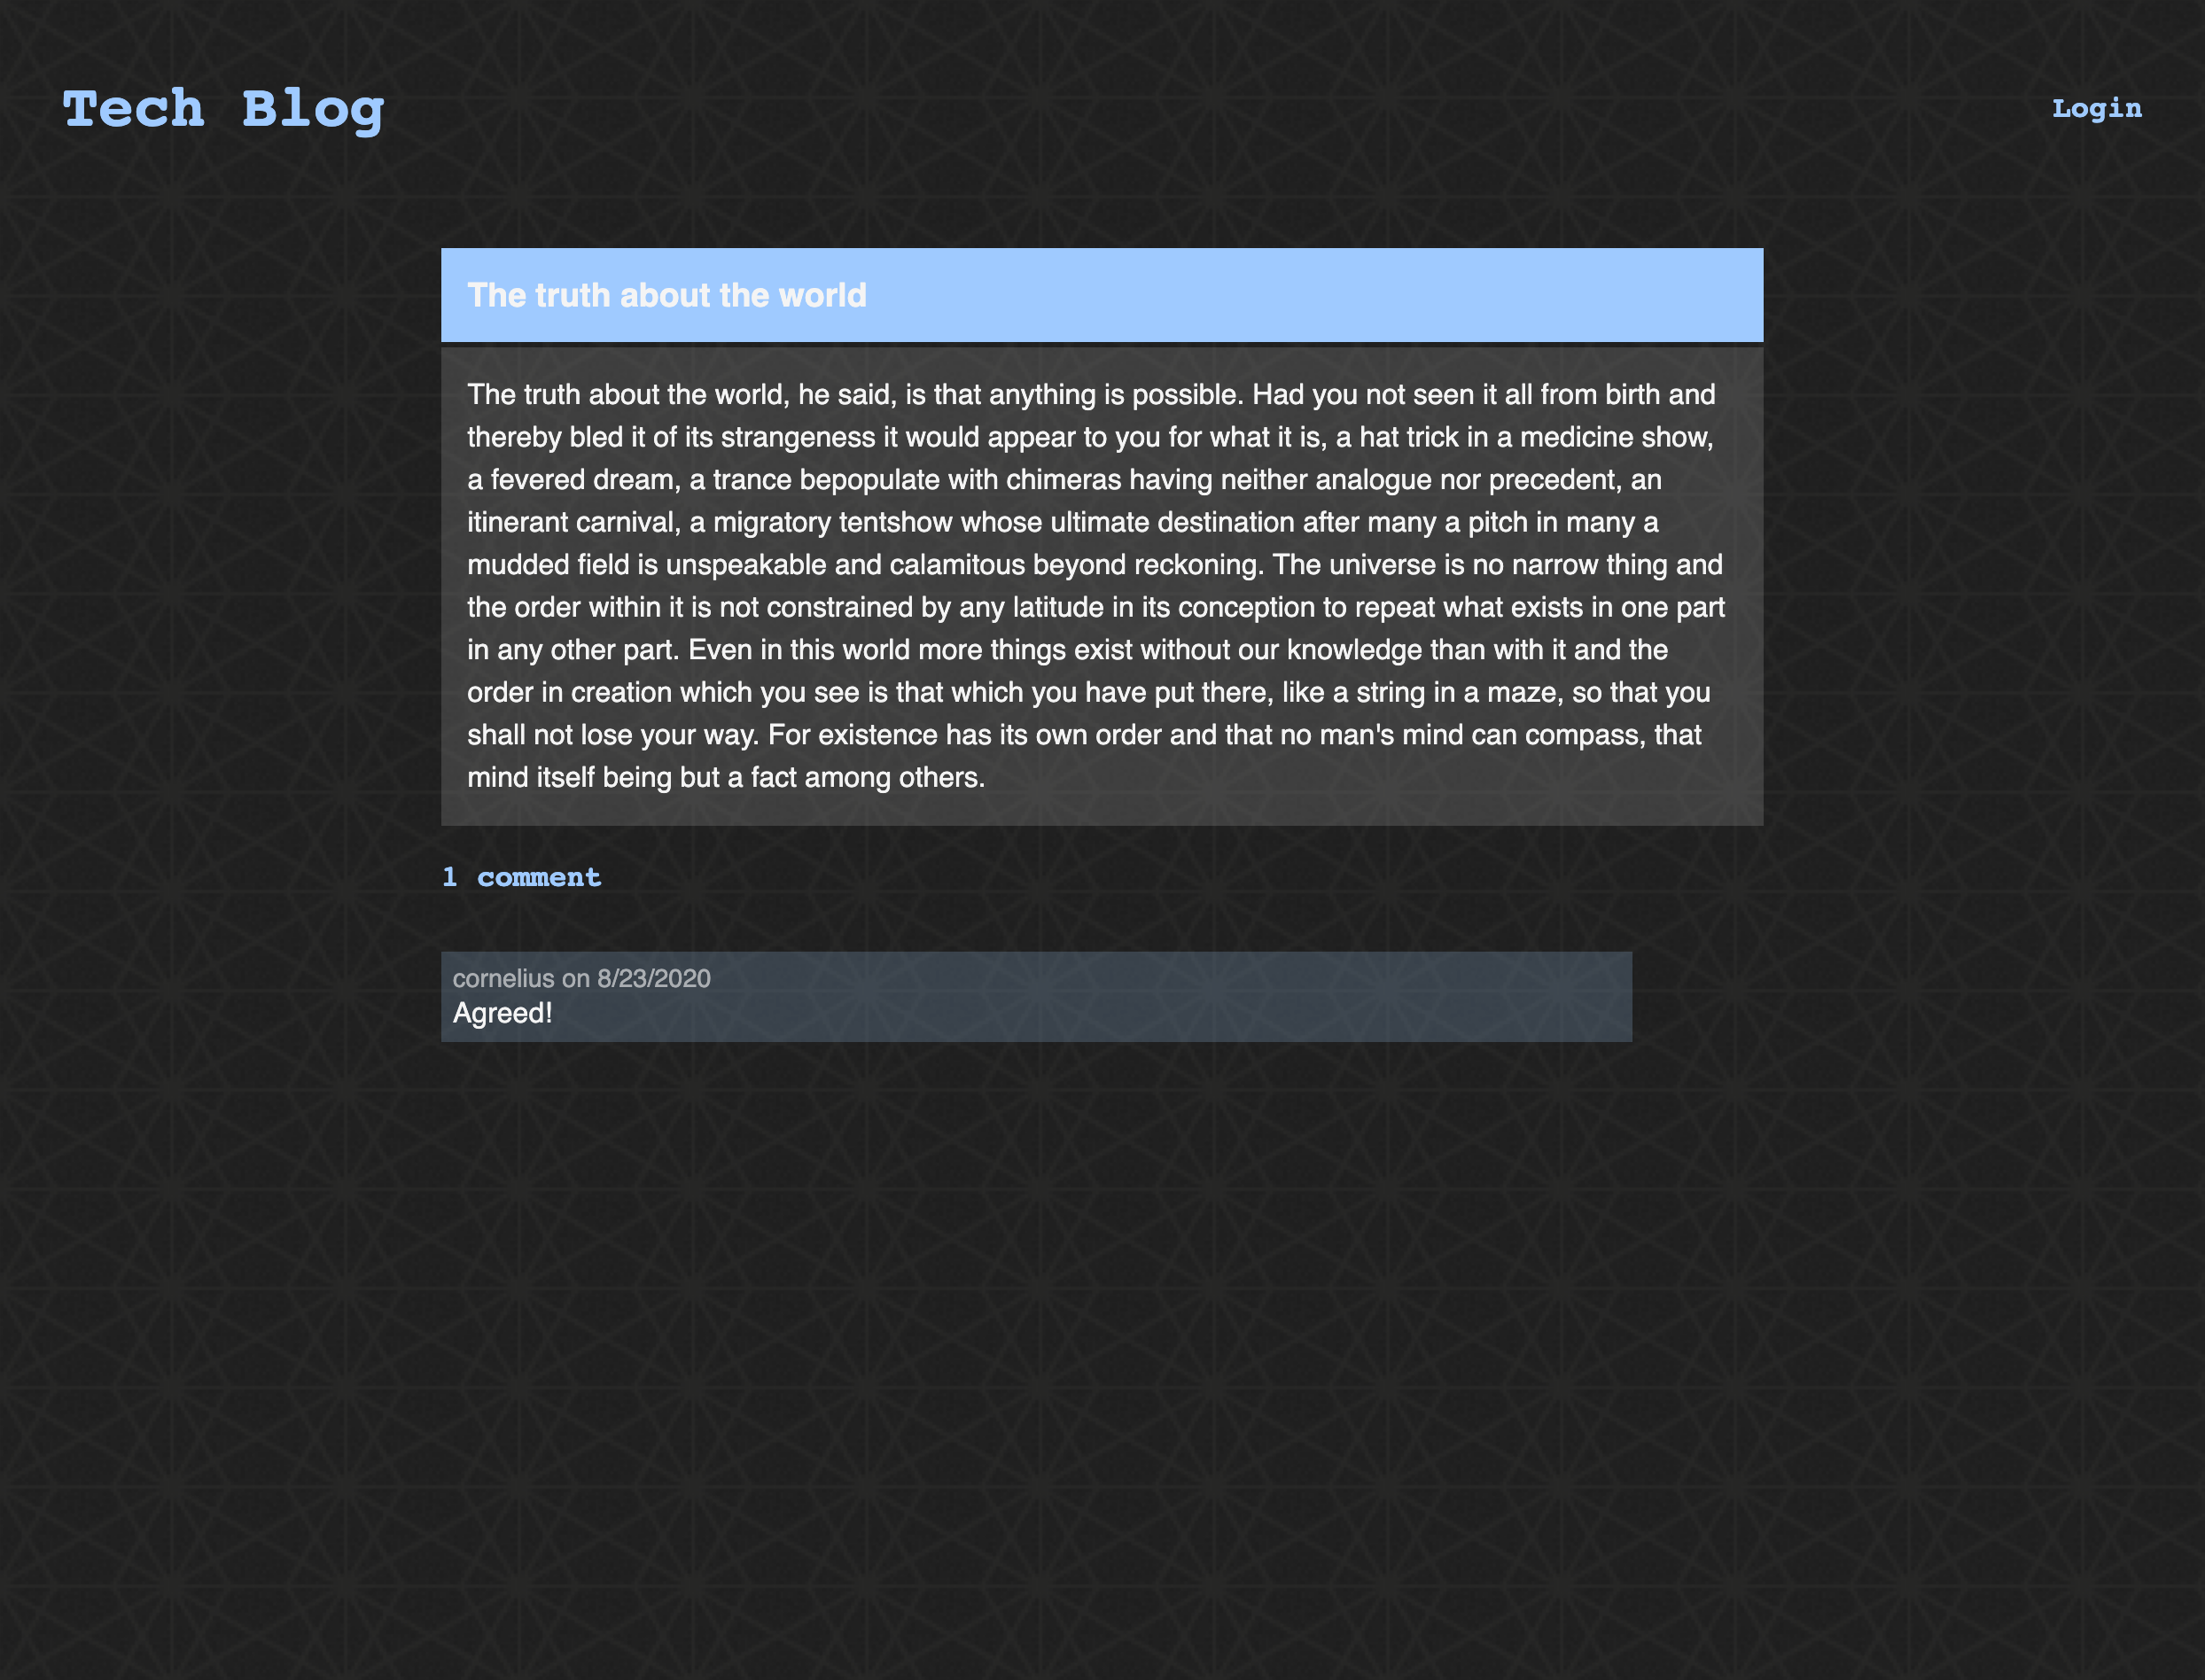 Tech Blog
Login
The truth about the world
The truth about the world, he said, is that anything is possible. Had you not seen it all from birth and
thereby bled it of its strangeness it would appear to you for what it is, a hat trick in a medicine show,
a fevered dream, a trance bepopulate with chimeras having neither analogue nor precedent, an
itinerant carnival, a migratory tentshow whose ultimate destination after many a pitch in many a
mudded field is unspeakable and calamitous beyond reckoning. The universe is no narrow thing and
the order within it is not constrained by any latitude in its conception to repeat what exists in one part
in any other part. Even in this world more things exist without our knowledge than with it and the
order in creation which you see is that which you have put there, like a string in a maze, so that you
shall not lose your way. For existence has its own order and that no man's mind can compass, that
mind itself being but a fact among others.
1 comment
cornelius on 8/23/2020
Agreed!